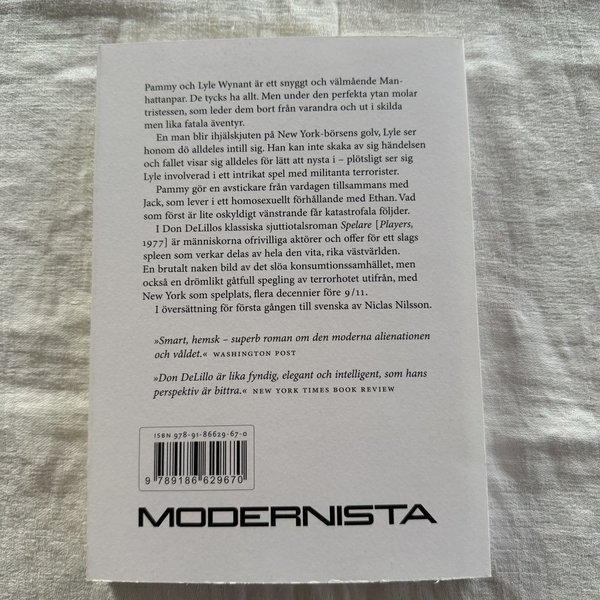 Pammy och Lyle Wynant är ett snyggt och välmående Man-
hattanpar. De tycks ha allt. Men under den perfekta ytan molar
tristessen, som leder dem bort från varandra och ut i skilda
men lika fatala äventyr.
En man blir ihjälskjuten på New York-börsens golv, Lyle ser
honom dö alldeles intill sig. Han kan inte skaka av sig händelsen
och fallet visar sig alldeles för lätt att nysta i – plötsligt ser sig
Lyle involverad i ett intrikat spel med militanta terrorister.
Pammy gör en avstickare från vardagen tillsammans med
Jack, som lever i ett homosexuellt förhållande med Ethan. Vad
som först är lite oskyldigt vänstrande får katastrofala följder.
I Don DeLillos klassiska sjuttiotalsroman Spelare [Players,
1977] är människorna ofrivilliga aktörer och offer för ett slags
spleen som verkar delas av hela den vita, rika västvärlden.
En brutalt naken bild av det slöa konsumtionssamhället, men
också en drömlikt gåtfull spegling av terrorhotet utifrån, med
New York som spelplats, flera decennier före 9/11.
I översättning för första gången till svenska av Niclas Nilsson.
»Smart, hemsk – superb roman om den moderna alienationen
och våldet.« WASHINGTON POST
»Don DeLillo är lika fyndig, elegant och intelligent, som hans
perspektiv är bittra.« NEW YORK TIMES BOOK REVIEW
ISBN 978-91-86629-67-0
9 789186 629670
MODERNISTA